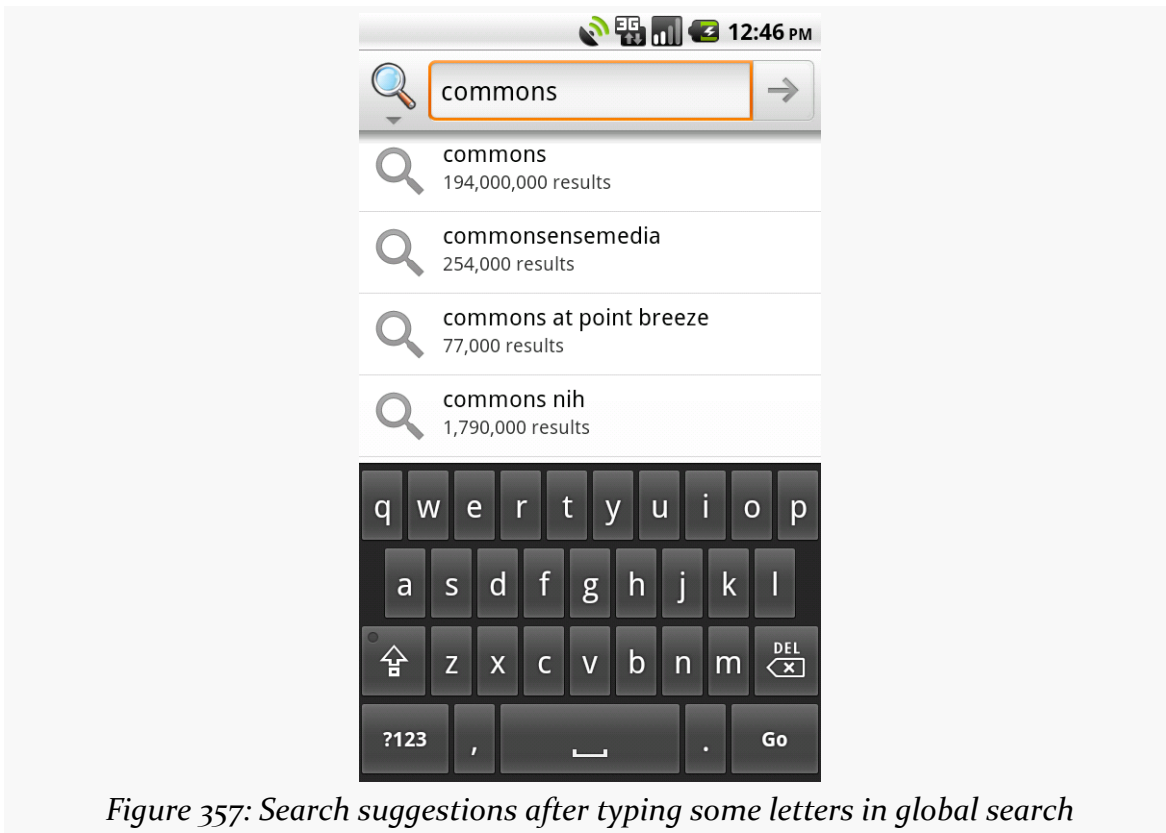 3G 12:46 PM
commons
commons
194,000,000 results
commonsensemedia
254,000 results
commons at point breeze
77,000 results
commons nih
1,790,000 results
q w e r t y u i o p
a s d f g h j k l
z x c v b n m DEL
?123 , . Go
Figure 357: Search suggestions after typing some letters in global search